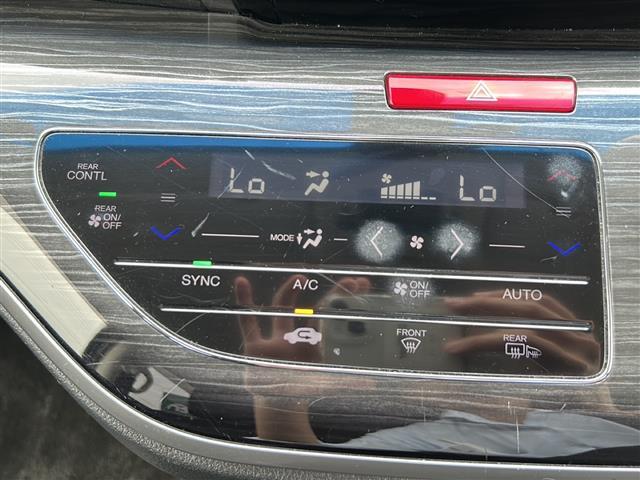 REAR
CONTL
Lo
Lo
REAR
ON/
OFF
MODE
SYNC
A/C
ON/
OFF
AUTO
FRONT
REAR